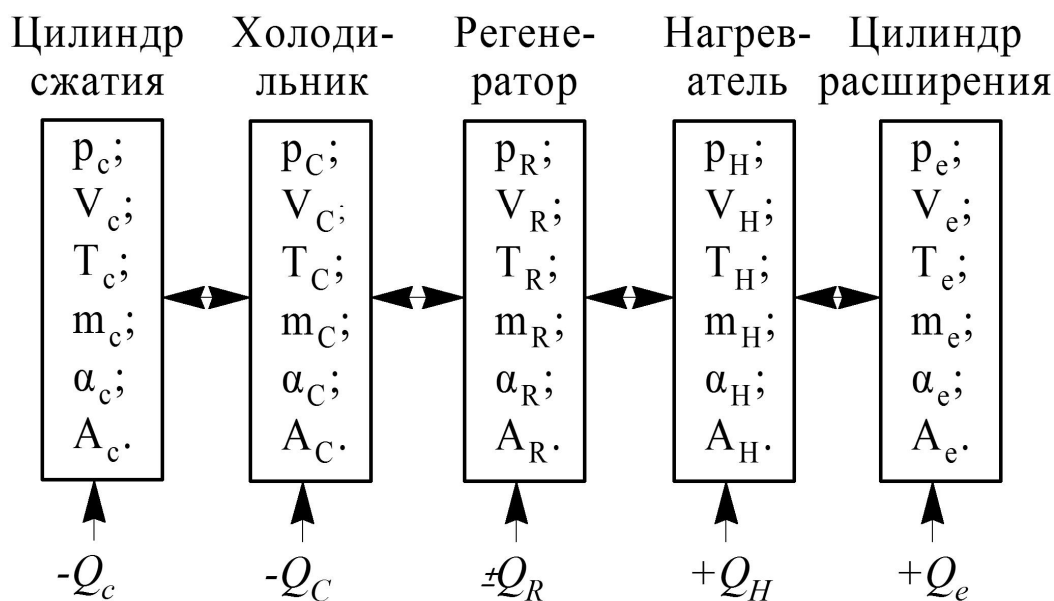 Цилиндр Холоди- Регене- Нагрев- Цилиндр
сжатия льник ратор атель расширения
p_c; p_C; p_R; p_H; p_e;
V_c; V_C; V_R; V_H; V_e;
T_c; T_C; T_R; T_H; T_e;
m_c; m_C; m_R; m_H; m_e;
α_c; α_C; α_R; α_H; α_e;
A_c. A_C. A_R. A_H. A_e.
-Q_c -Q_C ±Q_R +Q_H +Q_e